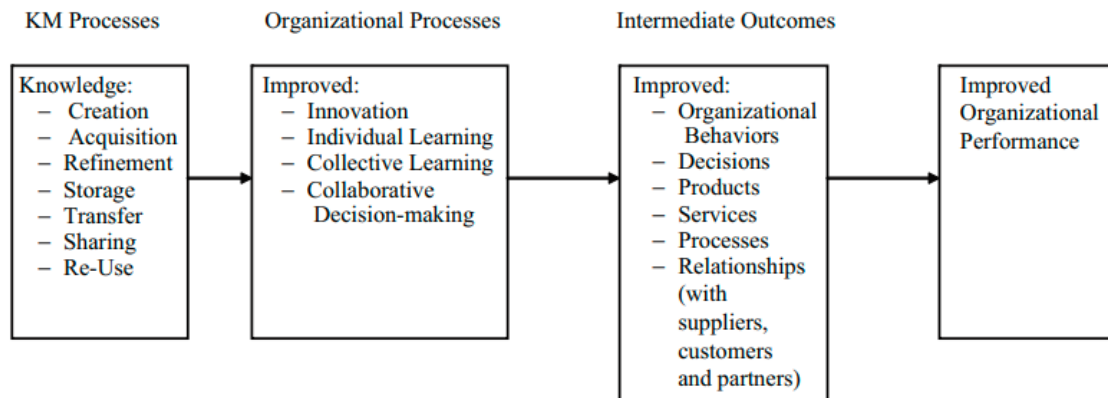 KM Processes
Organizational Processes
Intermediate Outcomes
Knowledge:
– Creation
– Acquisition
– Refinement
– Storage
– Transfer
– Sharing
– Re-Use
Improved:
– Innovation
– Individual Learning
– Collective Learning
– Collaborative
Decision-making
Improved:
– Organizational
Behaviors
– Decisions
– Products
– Services
– Processes
– Relationships
(with
suppliers,
customers
and partners)
Improved
Organizational
Performance